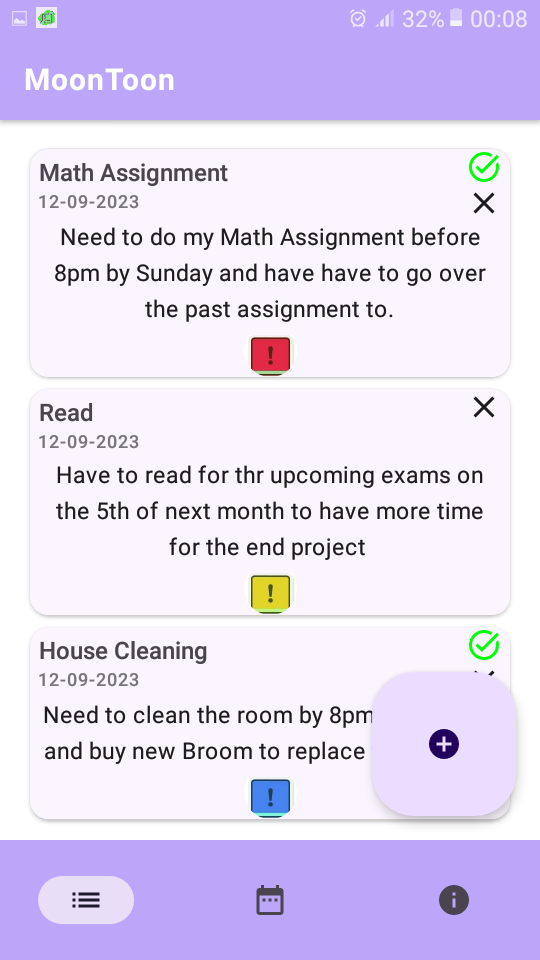 32% 00:08
MoonToon
Math Assignment
12-09-2023
Need to do my Math Assignment before
8pm by Sunday and have have to go over
the past assignment to.
!
Read
12-09-2023
Have to read for thr upcoming exams on
the 5th of next month to have more time
for the end project
!
House Cleaning
12-09-2023
Need to clean the room by 8pm
and buy new Broom to replace
!